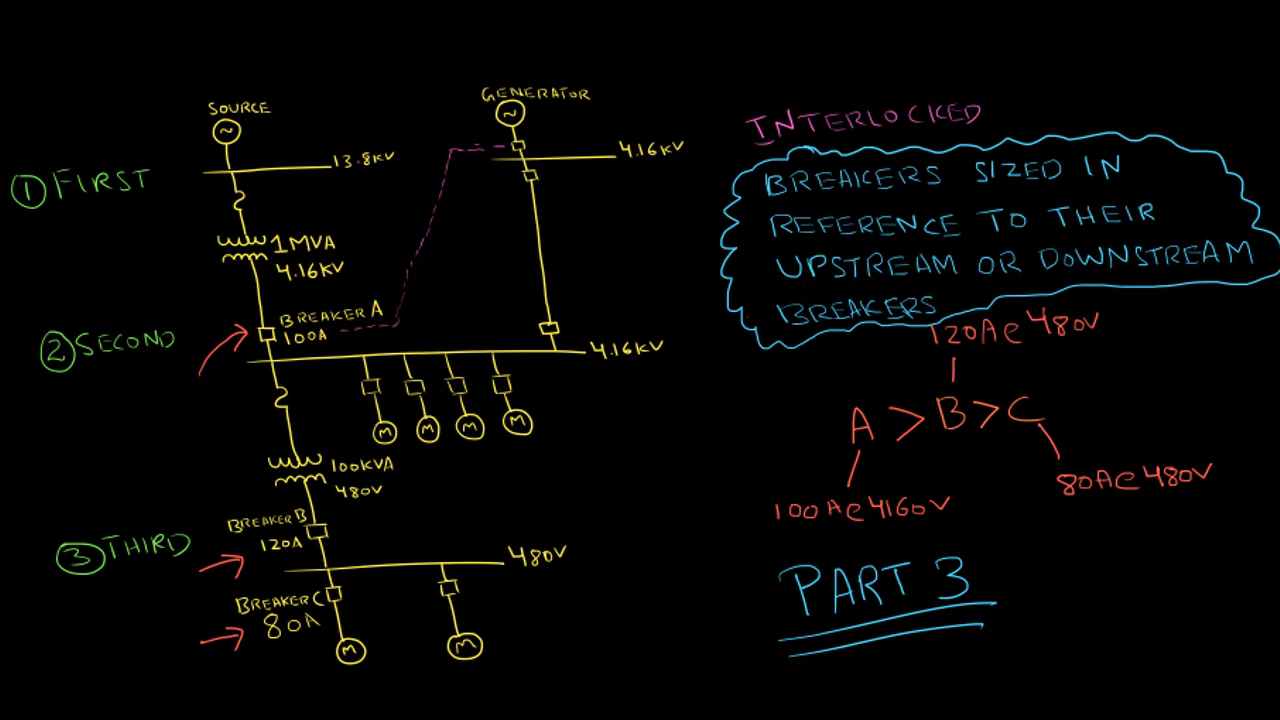 SOURCE
~
GENERATOR
~
INTERLOCKED
13.8KV
4.16KV
① FIRST
BREAKERS SIZED IN
REFERENCE TO THEIR
UPSTREAM OR DOWNSTREAM
BREAKERS
1MVA
4.16KV
BREAKER A
100A
② SECOND
4.16KV
120A@480V
M M M M
A > B > C
100KVA
480V
80A@480V
100A@4160V
BREAKER B
120A
③ THIRD
480V
BREAKER C
80A
M M
PART 3